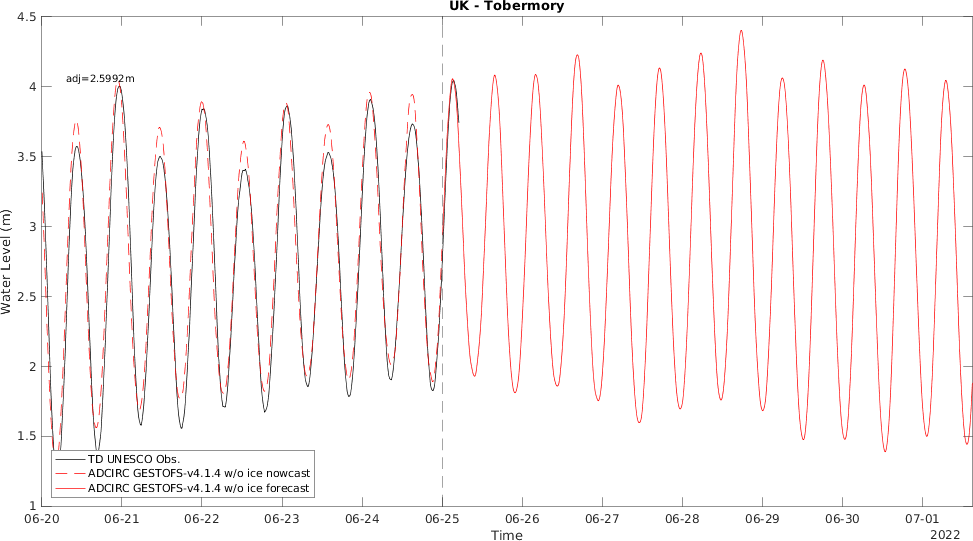 UK - Tobermory
adj=2.5992m
Water Level (m)
4.5
4
3.5
3
2.5
2
1.5
1
TD UNESCO Obs.
ADCIRC GESTOFS-v4.1.4 w/o ice nowcast
ADCIRC GESTOFS-v4.1.4 w/o ice forecast
06-20 06-21 06-22 06-23 06-24 06-25 06-26 06-27 06-28 06-29 06-30 07-01
2022
Time